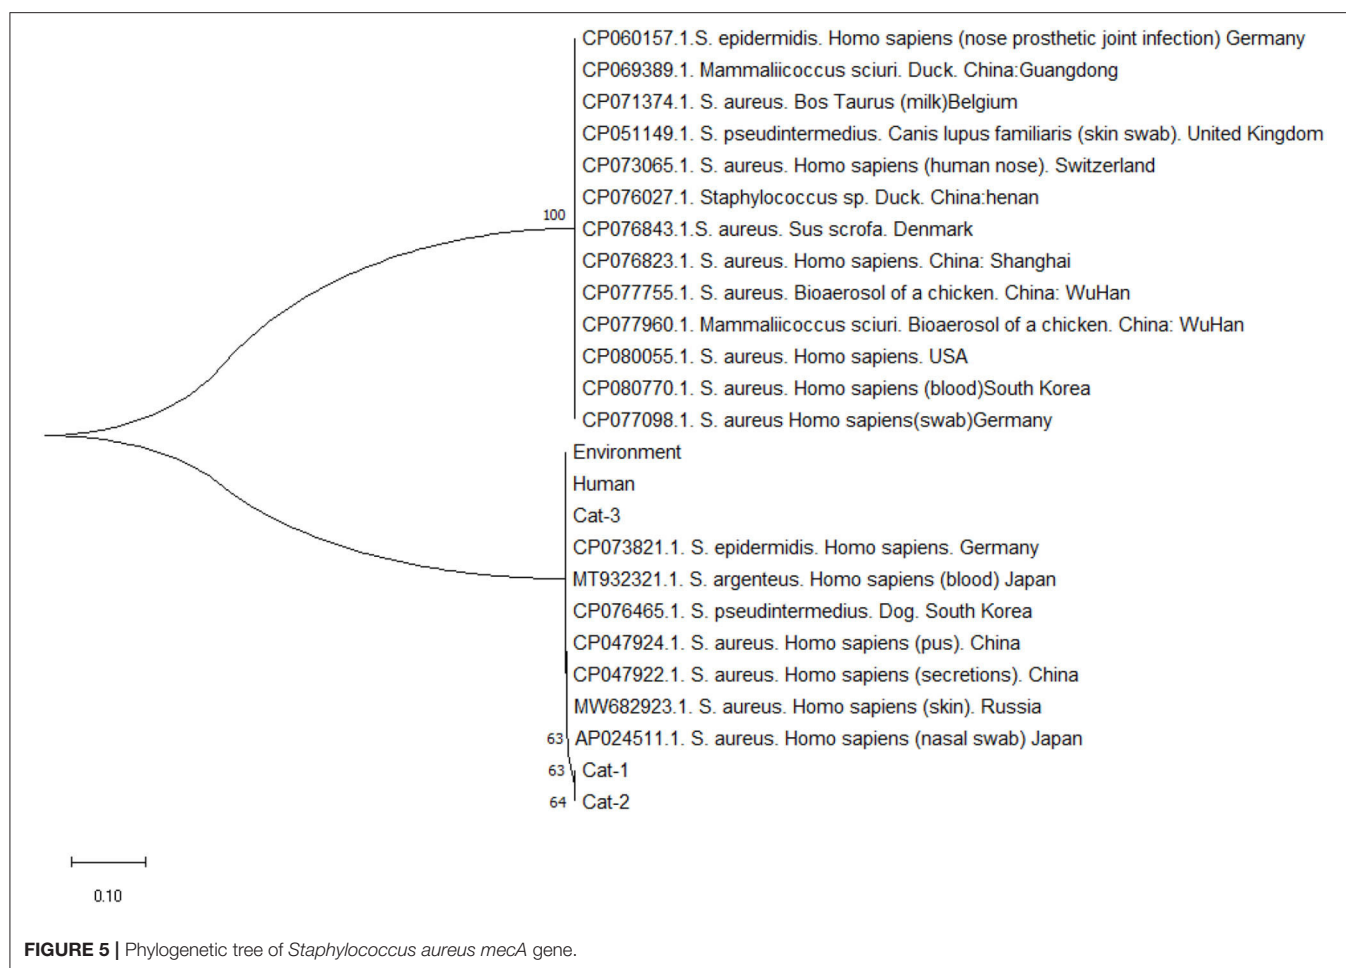 CP060157.1.S. epidermidis. Homo sapiens (nose prosthetic joint infection) Germany
CP069389.1. Mammaliicoccus sciuri. Duck. China:Guangdong
CP071374.1. S. aureus. Bos Taurus (milk)Belgium
CP051149.1. S. pseudintermedius. Canis lupus familiaris (skin swab). United Kingdom
CP073065.1. S. aureus. Homo sapiens (human nose). Switzerland
CP076027.1. Staphylococcus sp. Duck. China:henan
100
CP076843.1.S. aureus. Sus scrofa. Denmark
CP076823.1. S. aureus. Homo sapiens. China: Shanghai
CP077755.1. S. aureus. Bioaerosol of a chicken. China: WuHan
CP077960.1. Mammaliicoccus sciuri. Bioaerosol of a chicken. China: WuHan
CP080055.1. S. aureus. Homo sapiens. USA
CP080770.1. S. aureus. Homo sapiens (blood)South Korea
CP077098.1. S. aureus Homo sapiens(swab)Germany
Environment
Human
Cat-3
CP073821.1. S. epidermidis. Homo sapiens. Germany
MT932321.1. S. argenteus. Homo sapiens (blood) Japan
CP076465.1. S. pseudintermedius. Dog. South Korea
CP047924.1. S. aureus. Homo sapiens (pus). China
CP047922.1. S. aureus. Homo sapiens (secretions). China
MW682923.1. S. aureus. Homo sapiens (skin). Russia
63 AP024511.1. S. aureus. Homo sapiens (nasal swab) Japan
63 Cat-1
64 Cat-2
0.10
FIGURE 5 | Phylogenetic tree of Staphylococcus aureus mecA gene.